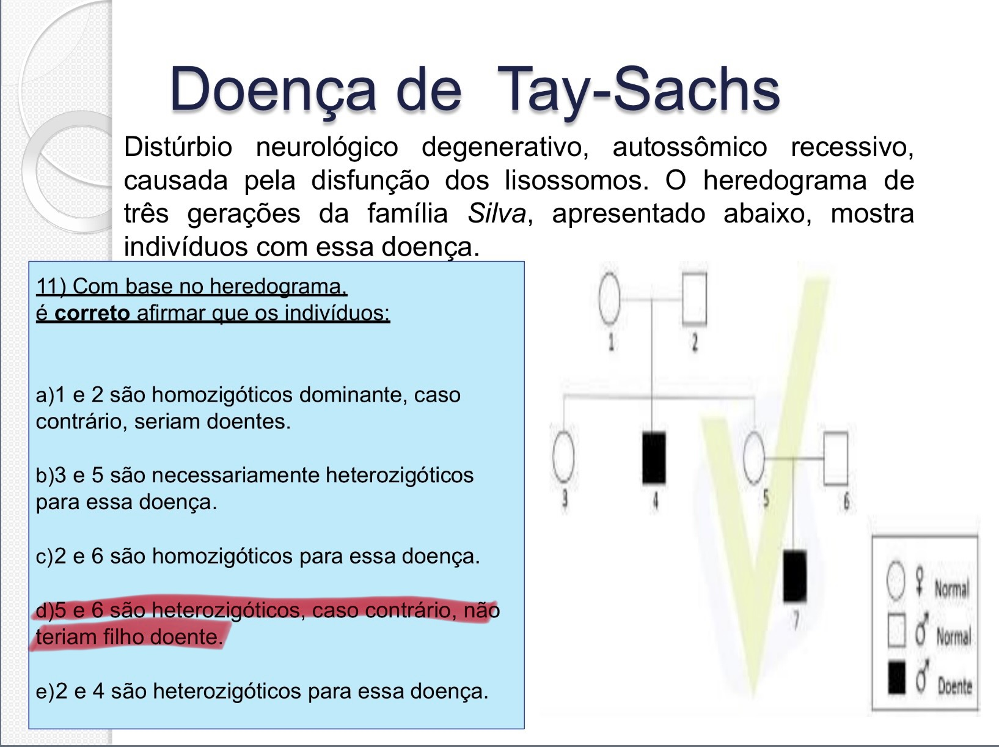 Doença de Tay-Sachs
Distúrbio neurológico degenerativo, autossômico recessivo,
causada pela disfunção dos lisossomos. O heredograma de
três gerações da família Silva, apresentado abaixo, mostra
indivíduos com essa doença.
11) Com base no heredograma,
é correto afirmar que os indivíduos:
a)1 e 2 são homozigóticos dominante, caso
contrário, seriam doentes.
b)3 e 5 são necessariamente heterozigóticos
para essa doença.
c)2 e 6 são homozigóticos para essa doença.
d)5 e 6 são heterozigóticos, caso contrário, não
teriam filho doente.
e)2 e 4 são heterozigóticos para essa doença.
1 2
3 4 5 6
7
♀ Normal
♂ Normal
♂ Doente